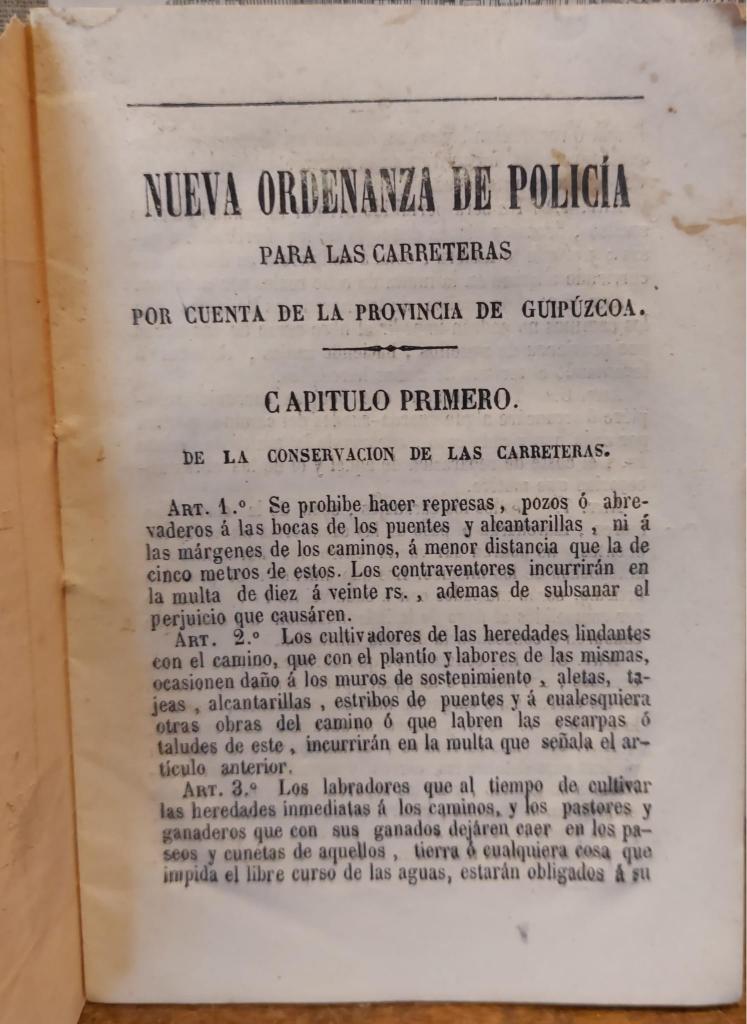 NUEVA ORDENANZA DE POLICÍA
PARA LAS CARRETERAS
POR CUENTA DE LA PROVINCIA DE GUIPÚZCOA.
CAPITULO PRIMERO.
DE LA CONSERVACION DE LAS CARRETERAS.
ART. 1.º Se prohibe hacer represas, pozos ó abre-
vaderos á las bocas de los puentes y alcantarillas, ni á
las márgenes de los caminos, á menor distancia que la de
cinco metros de estos. Los contraventores incurrirán en
la multa de diez á veinte rs., ademas de subsanar el
perjuicio que causáren.
ART. 2.º Los cultivadores de las heredades lindantes
con el camino, que con el plantío y labores de las mismas,
ocasionen daño á los muros de sostenimiento, aletas, ta-
jeas, alcantarillas, estribos de puentes y á cualesquiera
otras obras del camino ó que labren las escarpas ó
taludes de este, incurrirán en la multa que señala el ar-
tículo anterior.
ART. 3.º Los labradores que al tiempo de cultivar
las heredades inmediatas á los caminos, y los pastores y
ganaderos que con sus ganados dejáren caer en los pa-
seos y cunetas de aquellos, tierra ó cualquiera cosa que
impida el libre curso de las aguas, estarán obligados á su